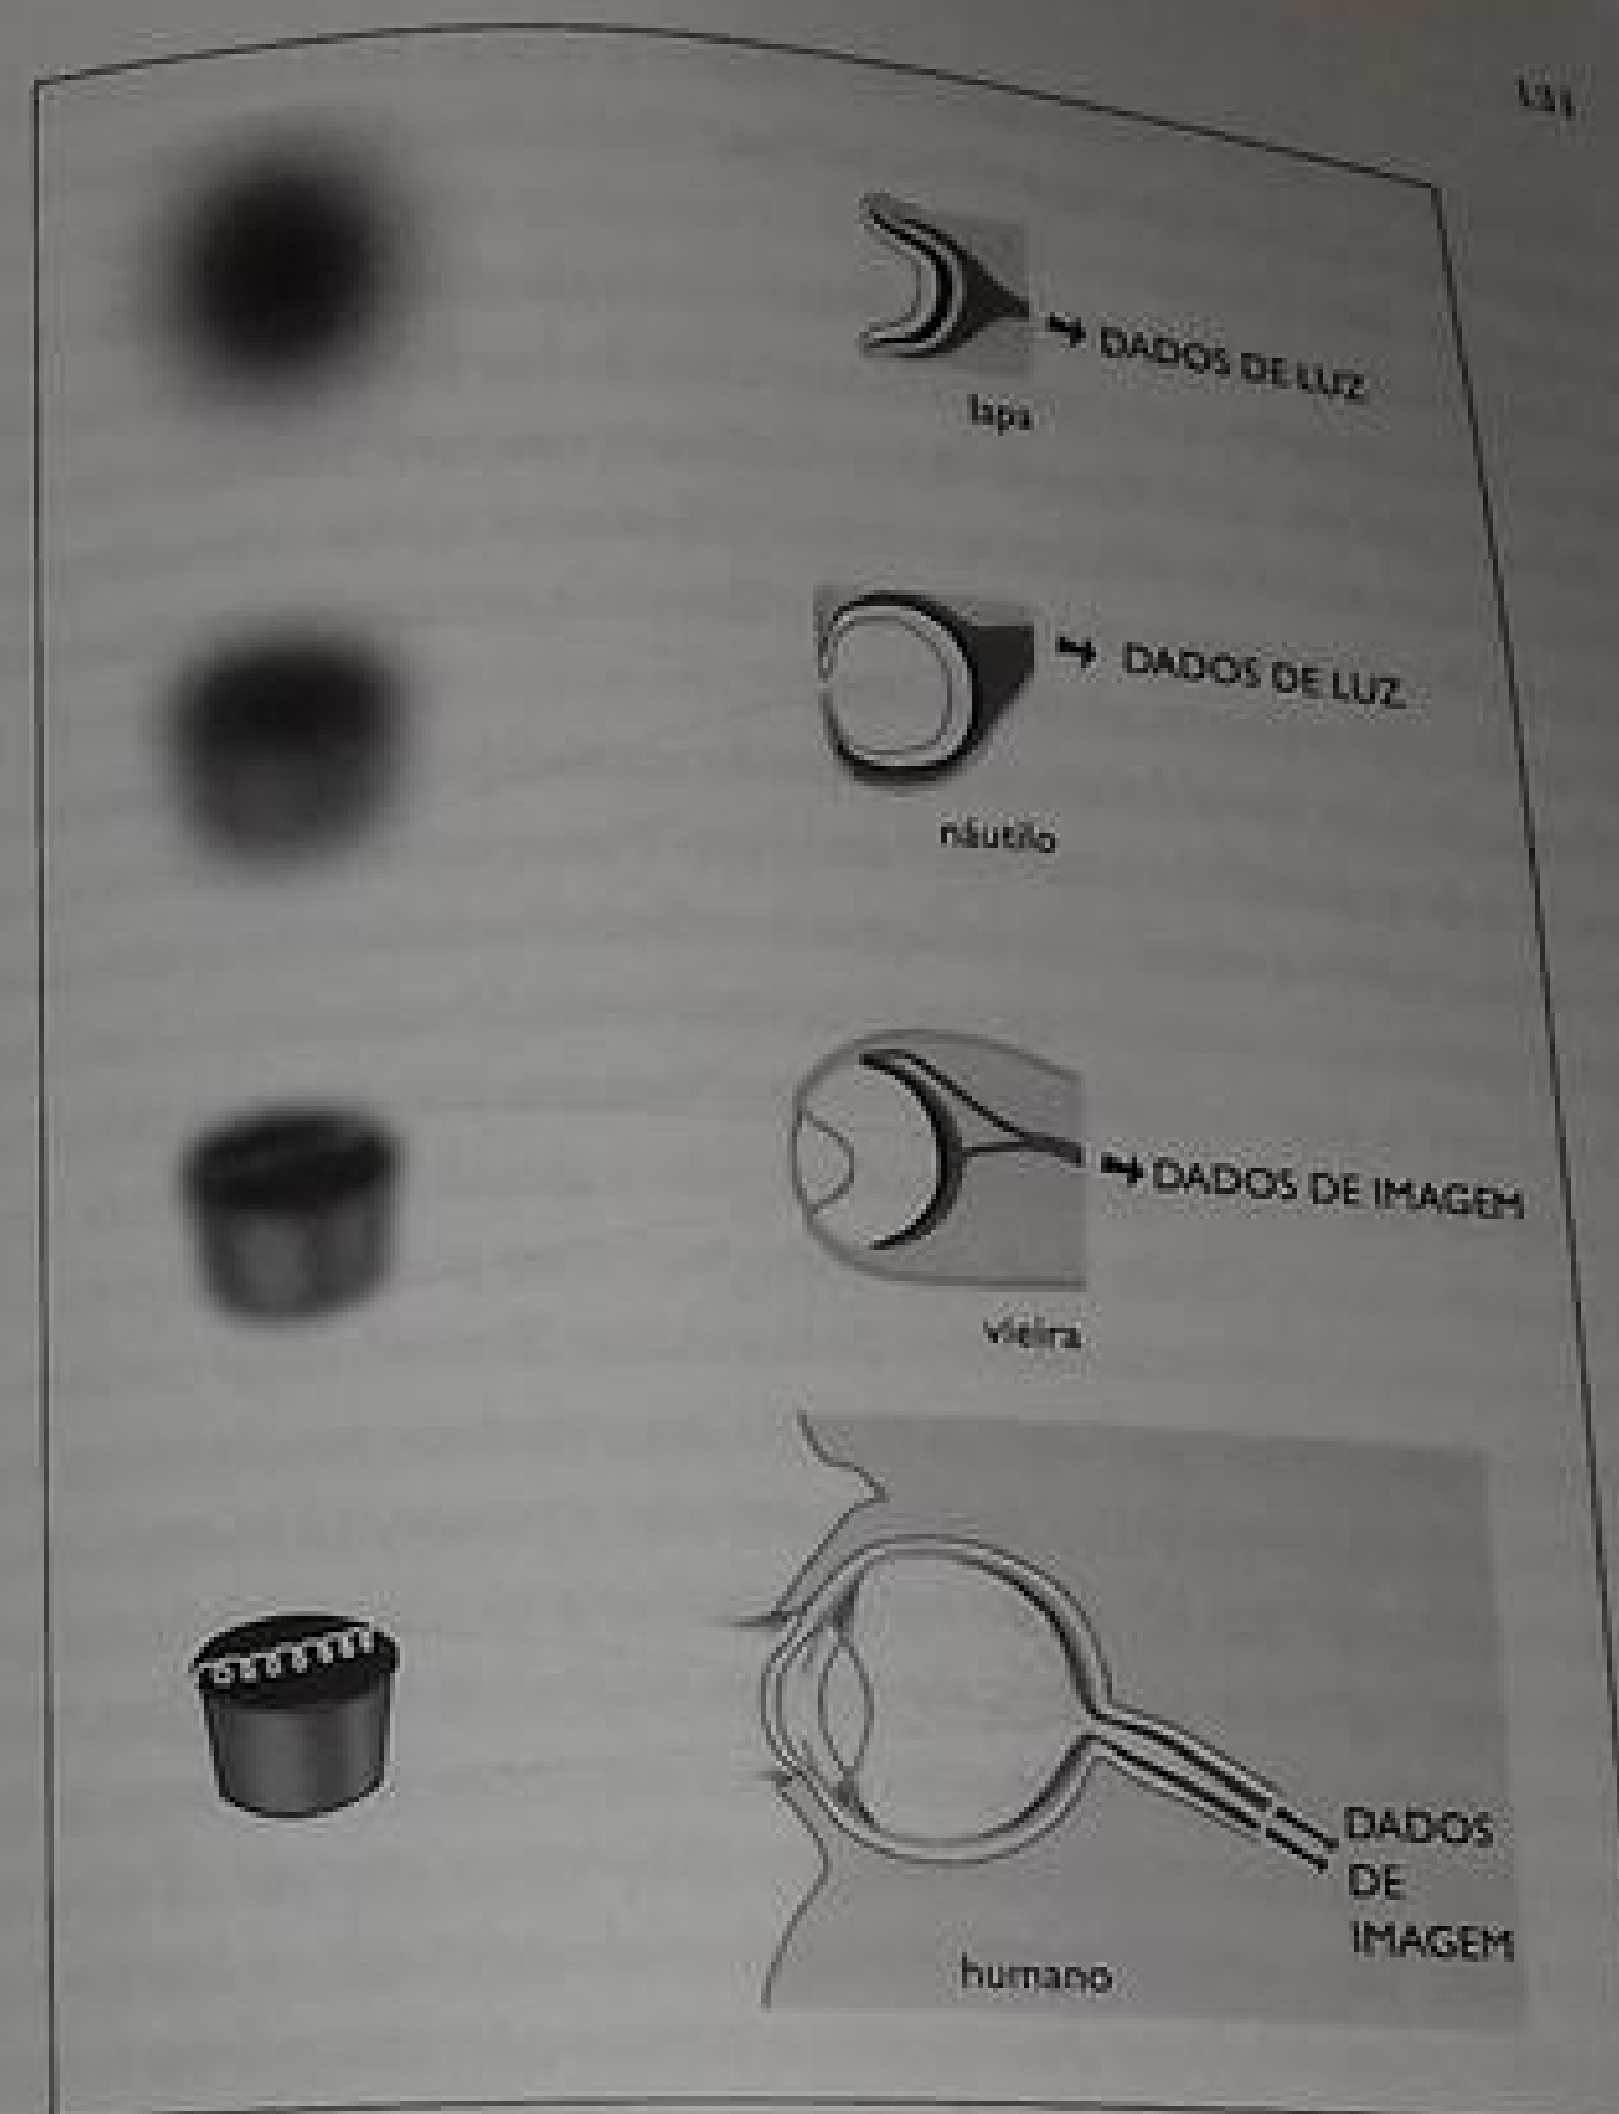 DADOS DE LUZ
lapa
DADOS DE LUZ
náutilo
DADOS DE IMAGEM
vieira
DADOS
DE
IMAGEM
humano